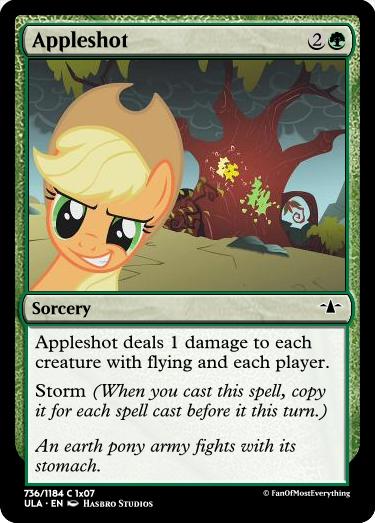 Appleshot 2
Sorcery
Appleshot deals 1 damage to each
creature with flying and each player.
Storm (When you cast this spell, copy
it for each spell cast before it this turn.)
An earth pony army fights with its
stomach.
736/1184 C 1x07
ULA • EN Hasbro Studios
© FanOfMostEverything